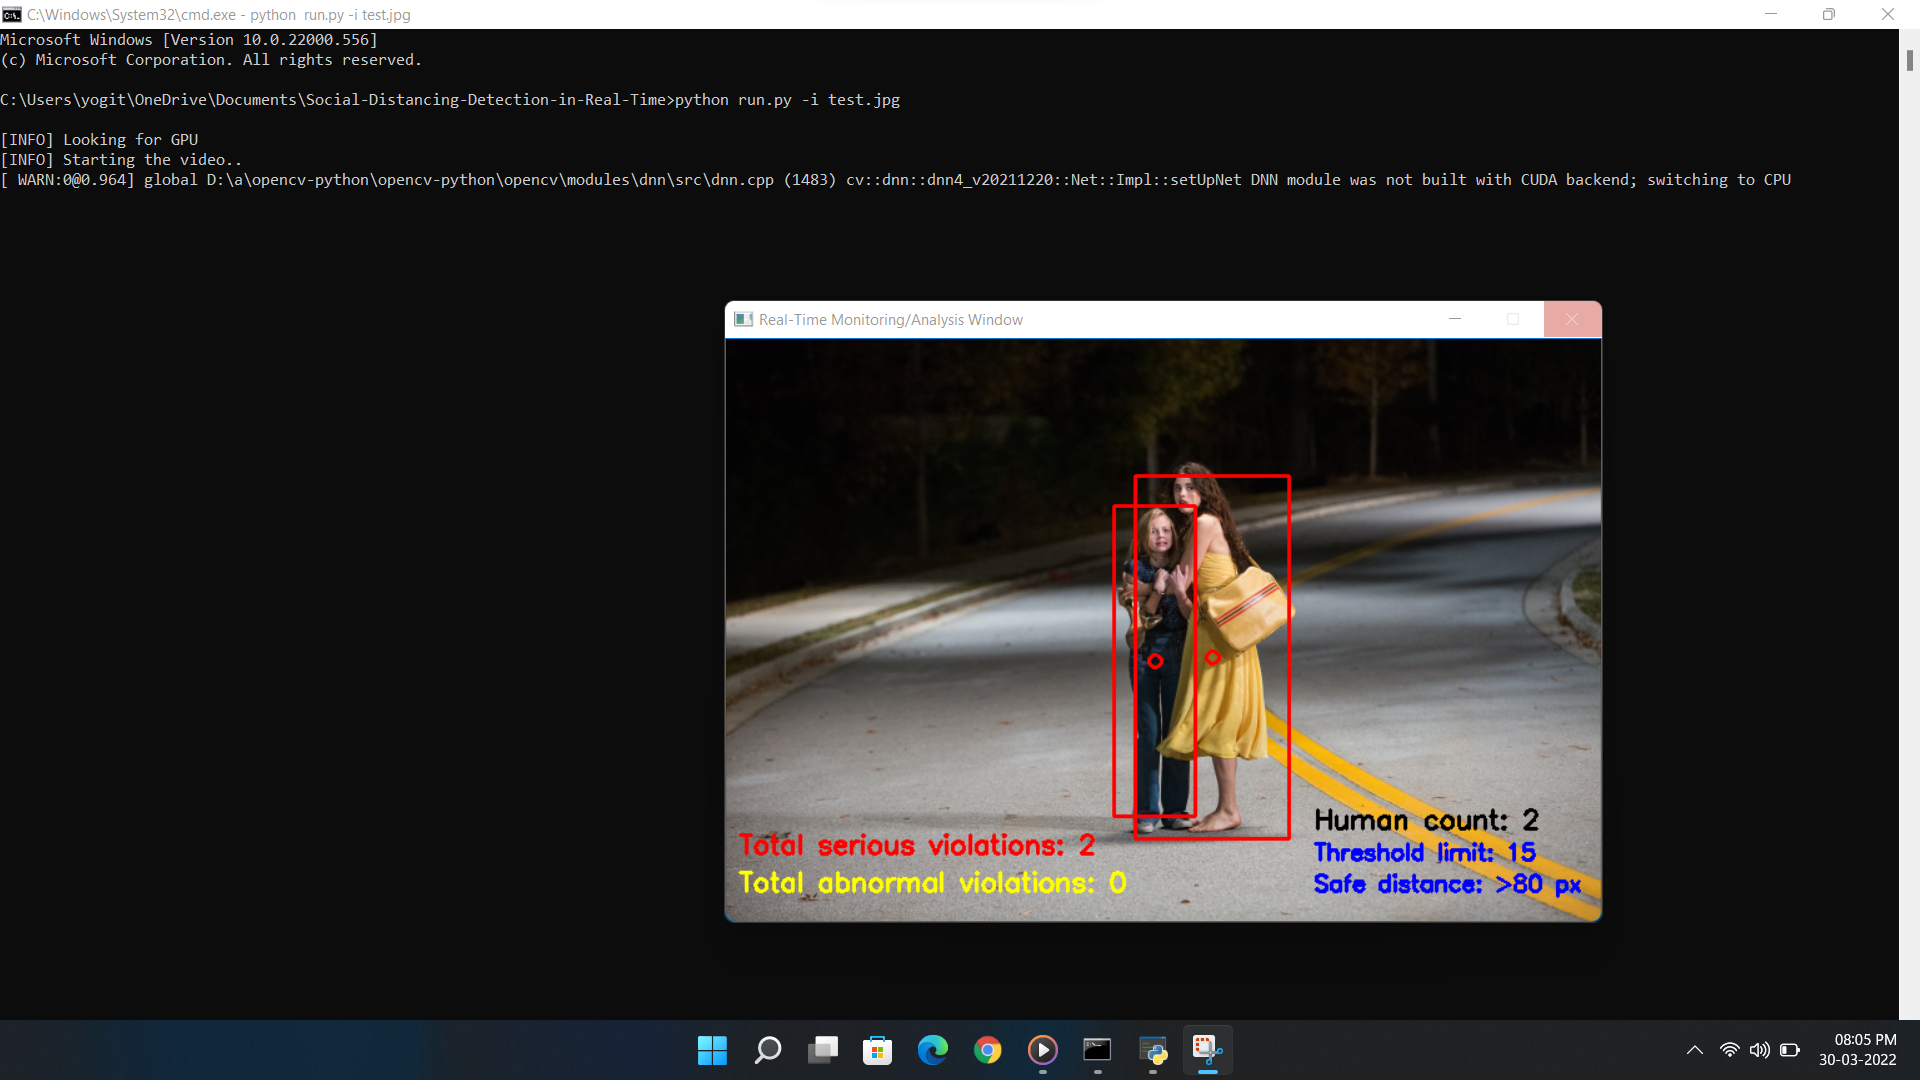 C:\Windows\System32\cmd.exe - python  run.py -i test.jpg
Microsoft Windows [Version 10.0.22000.556]
(c) Microsoft Corporation. All rights reserved.
C:\Users\yogit\OneDrive\Documents\Social-Distancing-Detection-in-Real-Time>python run.py -i test.jpg
[INFO] Looking for GPU
[INFO] Starting the video..
[ WARN:0@0.964] global D:\a\opencv-python\opencv-python\opencv\modules\dnn\src\dnn.cpp (1483) cv::dnn::dnn4_v20211220::Net::Impl::setUpNet DNN module was not built with CUDA backend; switching to CPU
Real-Time Monitoring/Analysis Window
Total serious violations: 2
Total abnormal violations: 0
Human count: 2
Threshold limit: 15
Safe distance: >80 px
08:05 PM
30-03-2022